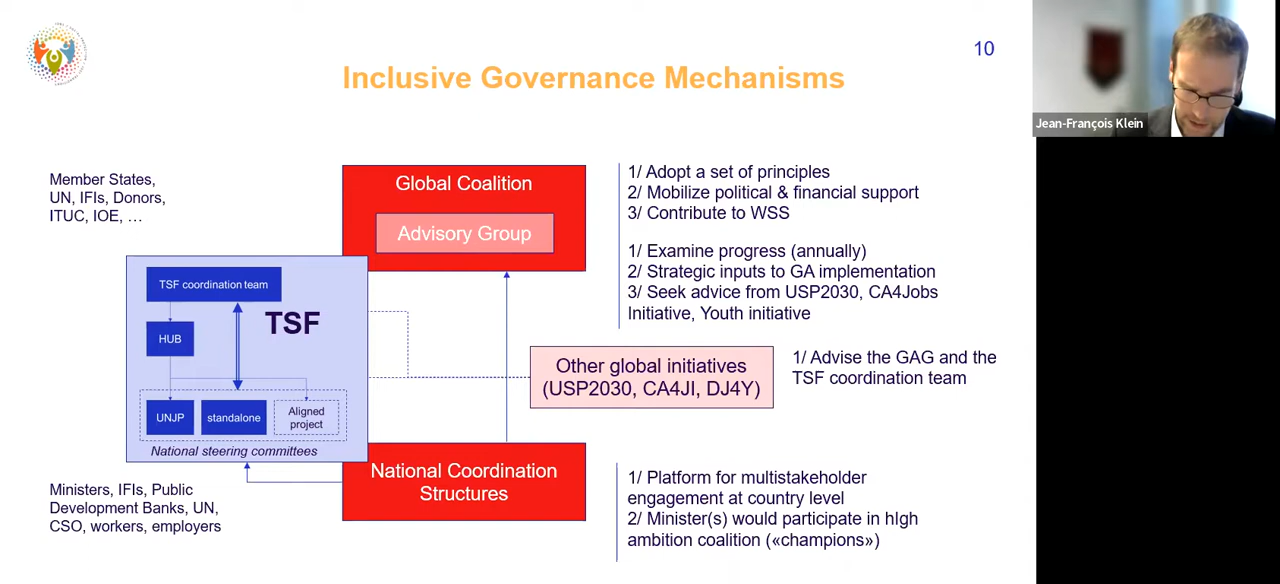 10
Inclusive Governance Mechanisms
Jean-François Klein
Member States,
UN, IFIs, Donors,
ITUC, IOE, …
Global Coalition
Advisory Group
1/ Adopt a set of principles
2/ Mobilize political & financial support
3/ Contribute to WSS
1/ Examine progress (annually)
2/ Strategic inputs to GA implementation
3/ Seek advice from USP2030, CA4Jobs
Initiative, Youth initiative
TSF coordination team
TSF
HUB
UNJP
standalone
Aligned
project
National steering committees
Other global initiatives
(USP2030, CA4JI, DJ4Y)
1/ Advise the GAG and the
TSF coordination team
Ministers, IFIs, Public
Development Banks, UN,
CSO, workers, employers
National Coordination
Structures
1/ Platform for multistakeholder
engagement at country level
2/ Minister(s) would participate in hIgh
ambition coalition («champions»)